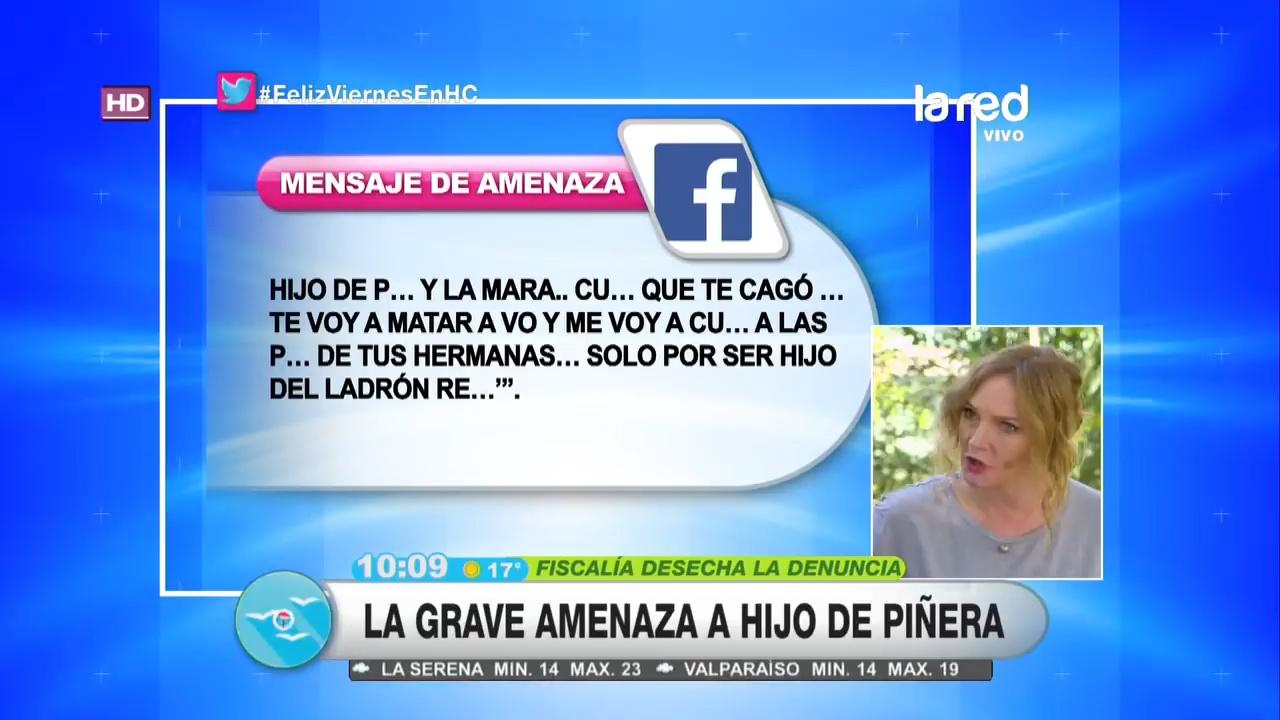 HD
#FelizViernesEnHC
la red
VIVO
MENSAJE DE AMENAZA
f
HIJO DE P... Y LA MARA.. CU... QUE TE CAGÓ ...
TE VOY A MATAR A VO Y ME VOY A CU... A LAS
P... DE TUS HERMANAS... SOLO POR SER HIJO
DEL LADRÓN RE...’”.
10:09 17° FISCALÍA DESECHA LA DENUNCIA
LA GRAVE AMENAZA A HIJO DE PIÑERA
LA SERENA MIN. 14 MAX. 23 VALPARAÍSO MIN. 14 MAX. 19